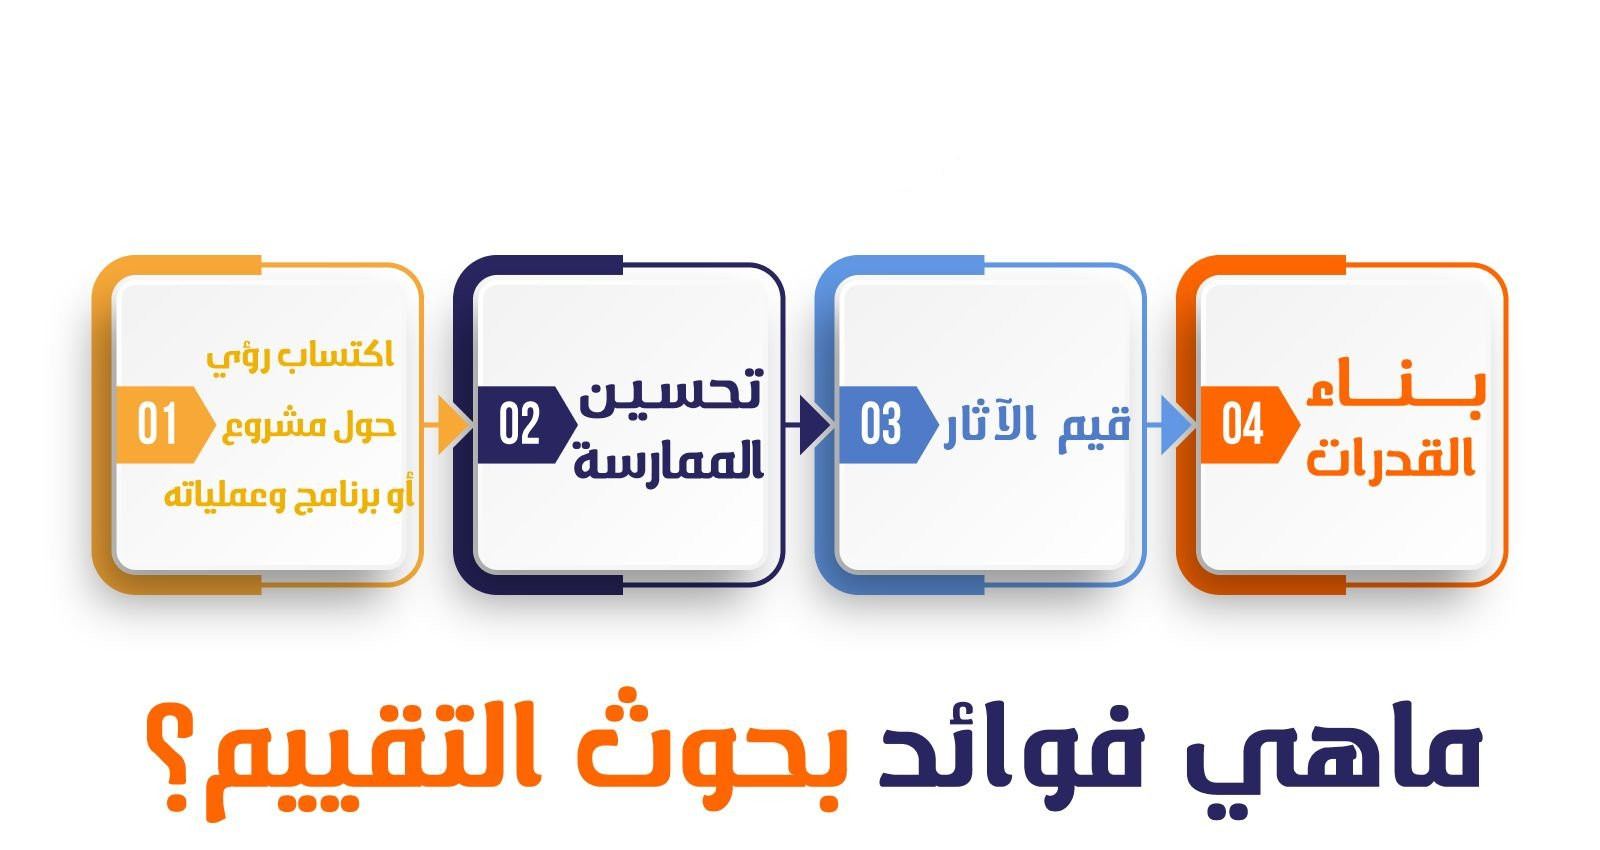 01
اكتساب رؤي
حول مشروع
أو برنامج وعملياته
02
تحسين
الممارسة
03
قيم الآثار
04
بـــنـــاء
القدرات
ماهي فوائد بحوث التقييم؟